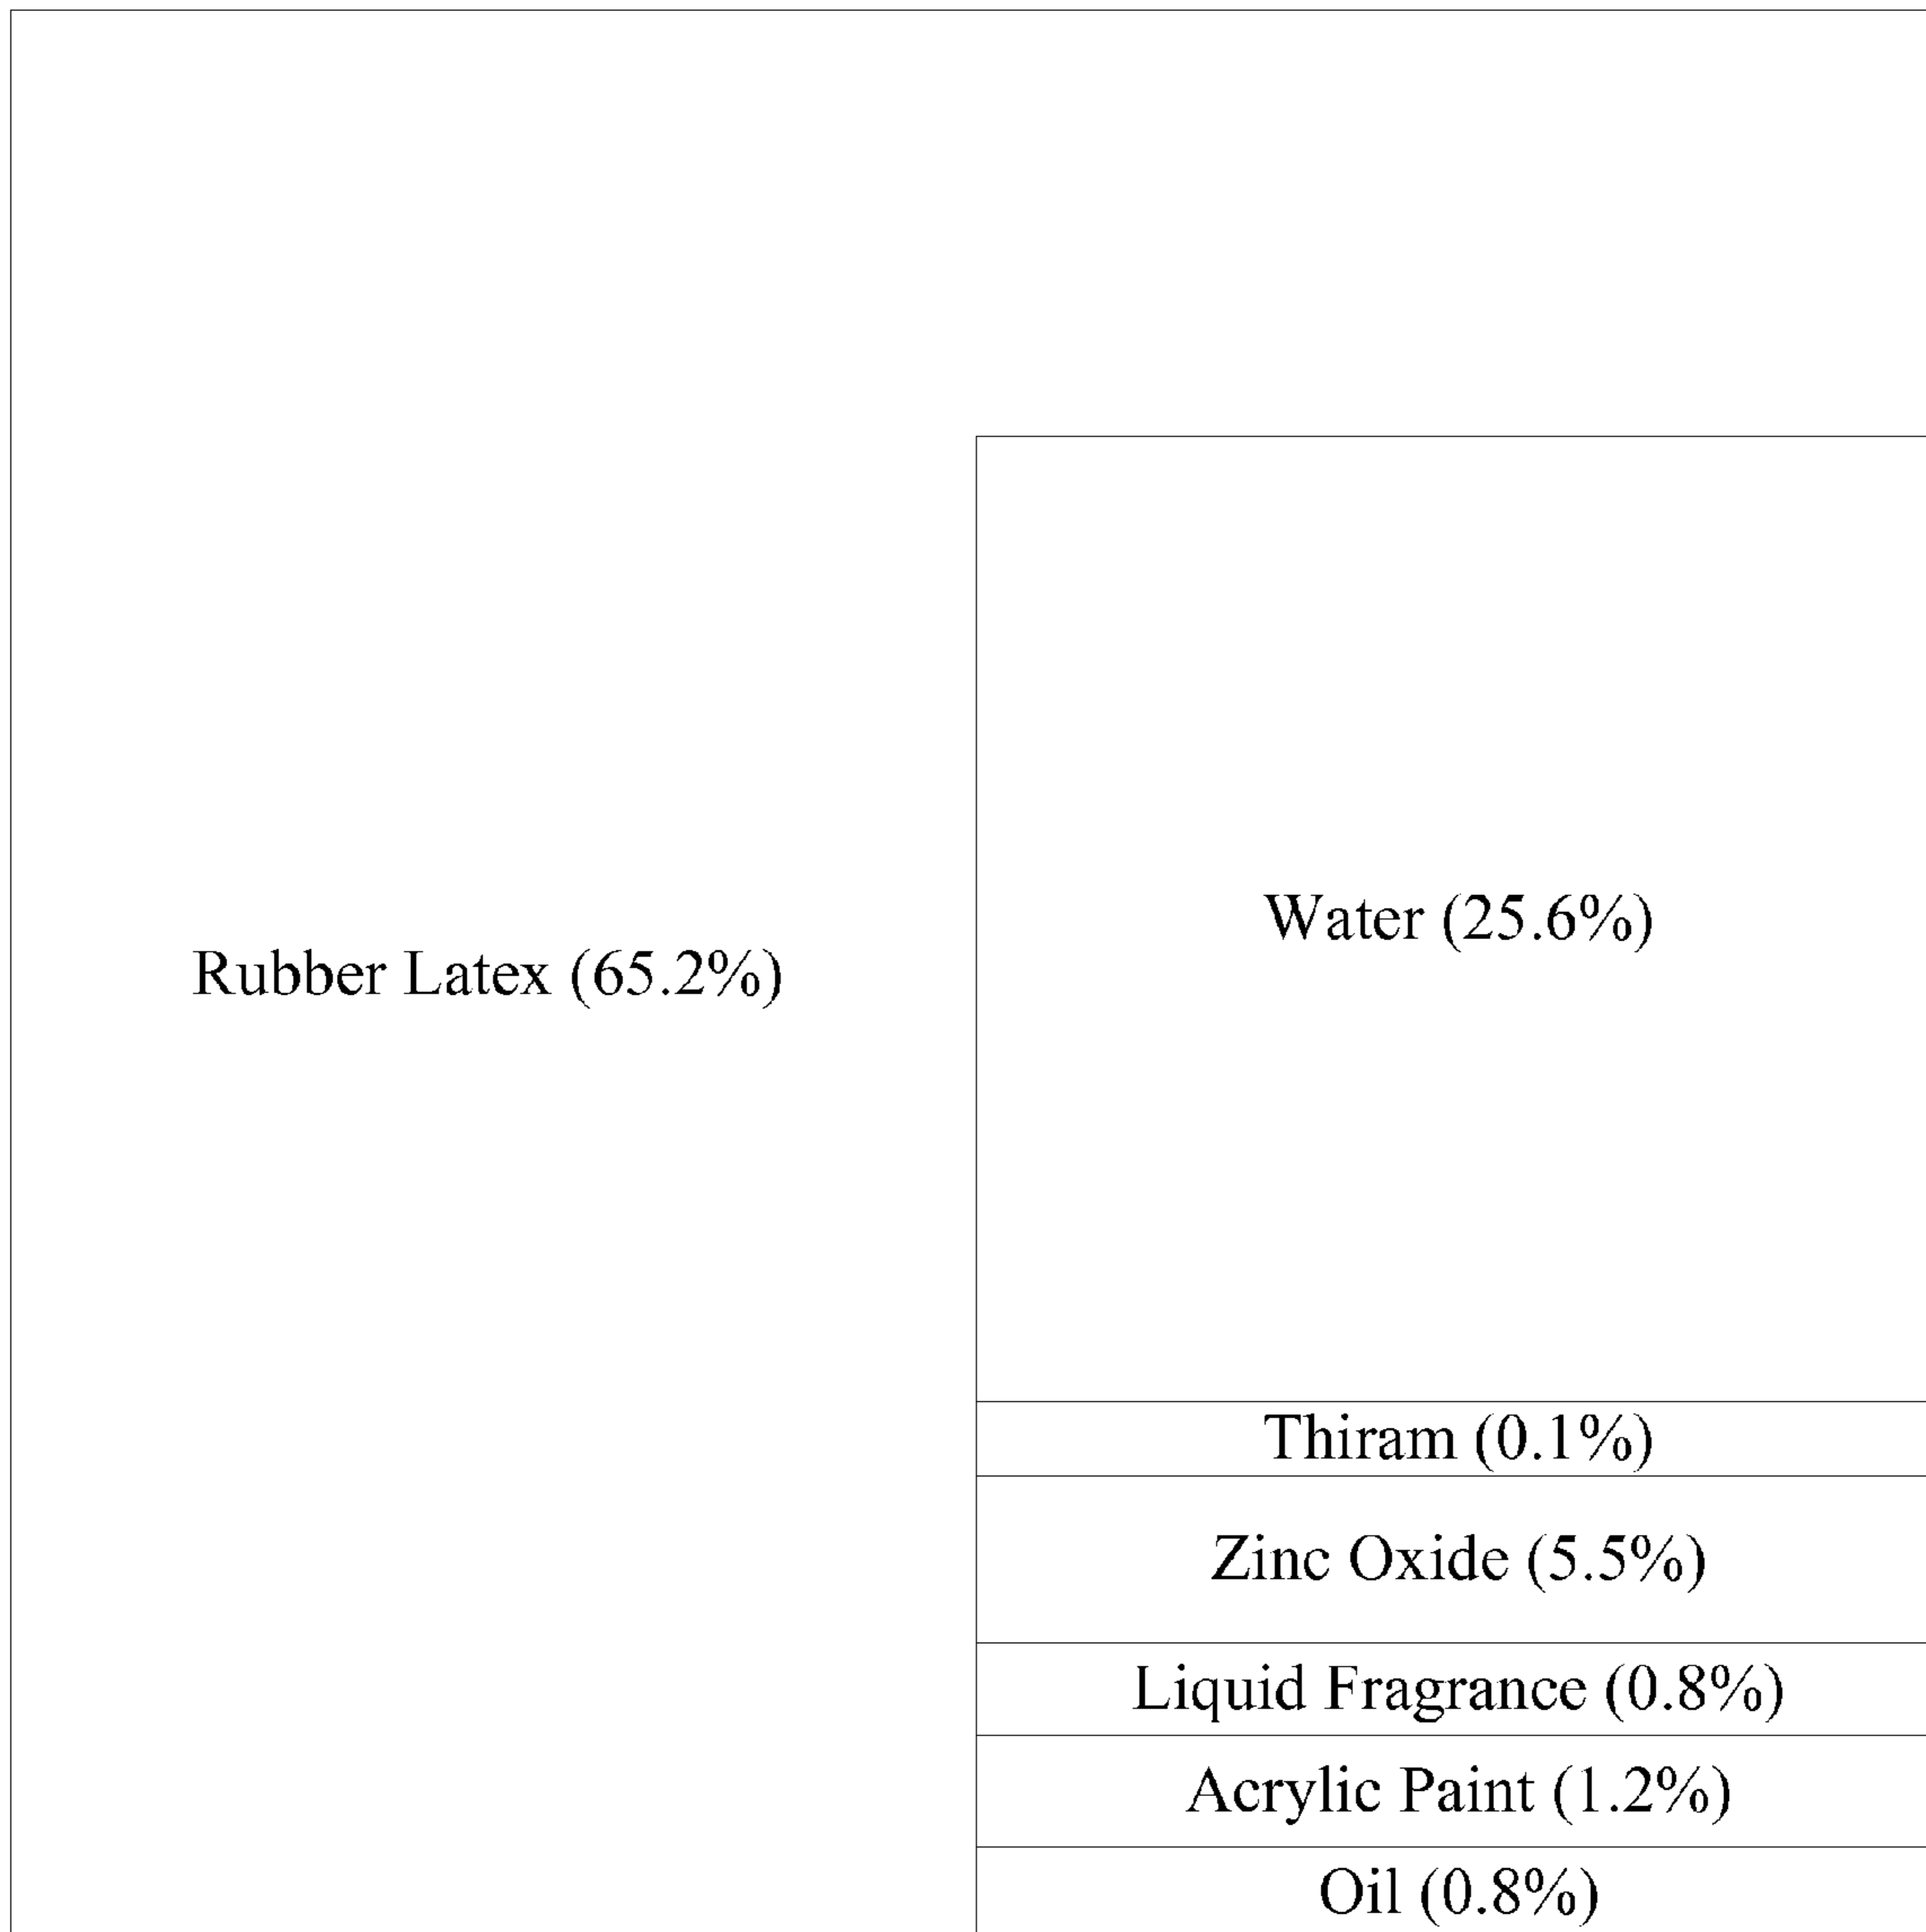 Rubber Latex (65.2%)
Water (25.6%)
Thiram (0.1%)
Zinc Oxide (5.5%)
Liquid Fragrance (0.8%)
Acrylic Paint (1.2%)
Oil (0.8%)